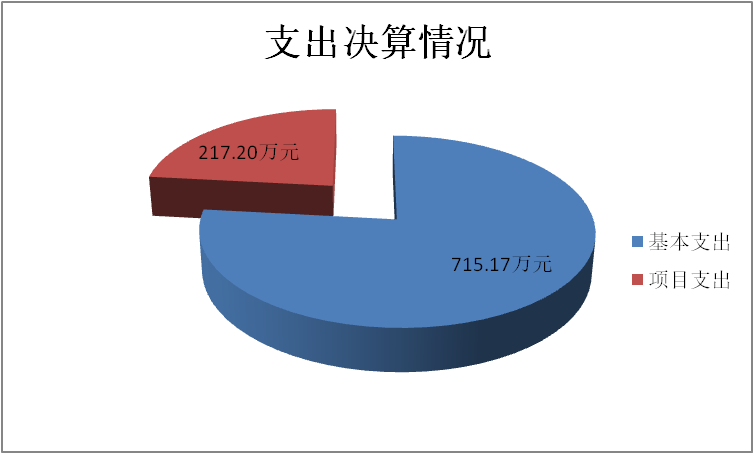 支出决算情况
217.20万元
715.17万元
基本支出
项目支出